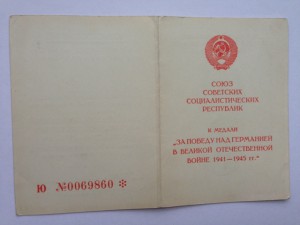 Ю №0069860 *
СОЮЗ
СОВЕТСКИХ
СОЦИАЛИСТИЧЕСКИХ
РЕСПУБЛИК
К МЕДАЛИ
„ЗА ПОБЕДУ НАД ГЕРМАНИЕЙ
В ВЕЛИКОЙ ОТЕЧЕСТВЕННОЙ
ВОЙНЕ 1941—1945 гг."